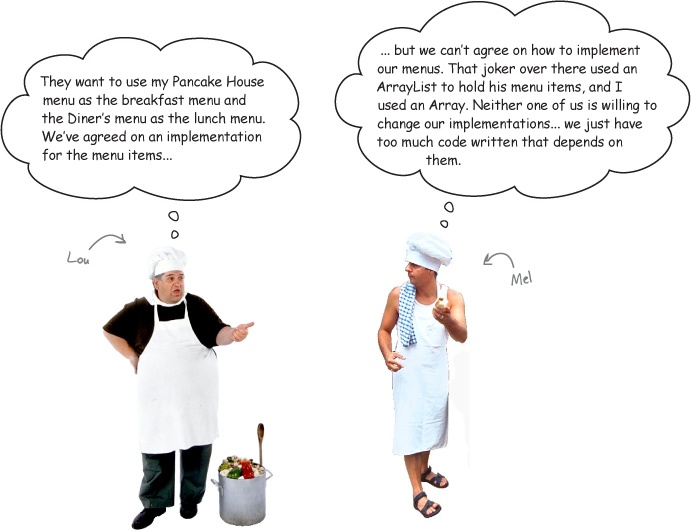 They want to use my Pancake House
menu as the breakfast menu and
the Diner's menu as the lunch menu.
We've agreed on an implementation
for the menu items...
... but we can't agree on how to implement
our menus. That joker over there used an
ArrayList to hold his menu items, and I
used an Array. Neither one of us is willing to
change our implementations... we just have
too much code written that depends on
them.
Lou
Mel